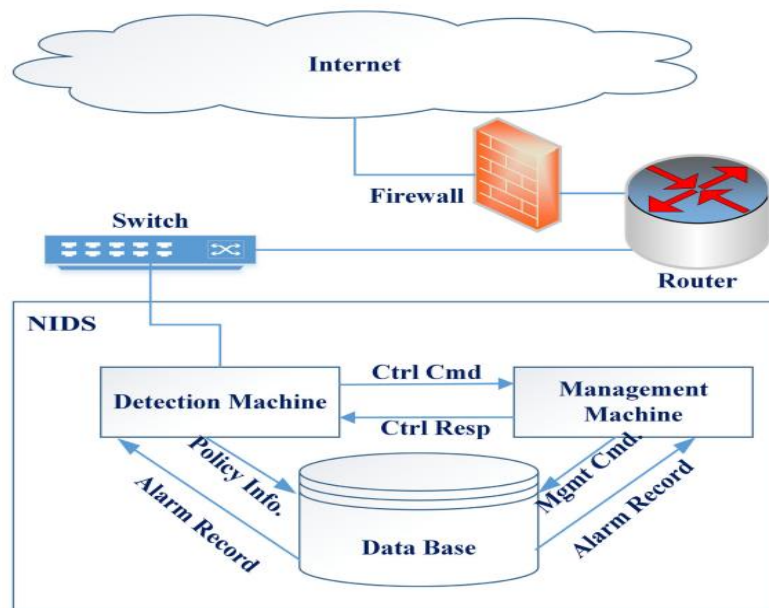 Internet
Firewall
Switch
Router
NIDS
Detection Machine
Ctrl Cmd
Ctrl Resp
Management
Machine
Policy Info.
Alarm Record
Mgmt Cmd.
Alarm Record
Data Base